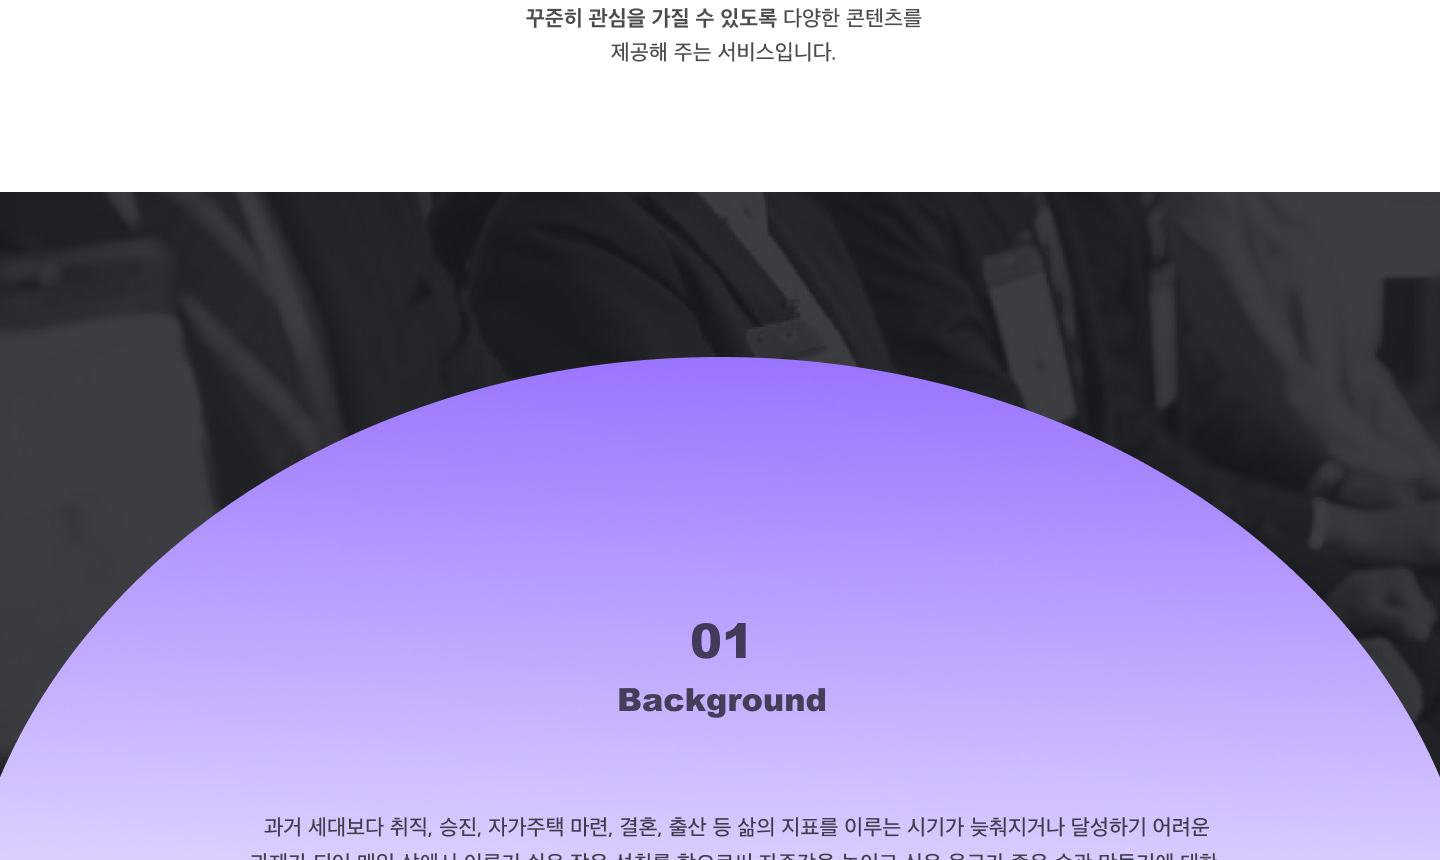 꾸준히 관심을 가질 수 있도록 다양한 콘텐츠를
제공해 주는 서비스입니다.
01
Background
과거 세대보다 취직, 승진, 자가주택 마련, 결혼, 출산 등 삶의 지표를 이루는 시기가 늦춰지거나 달성하기 어려운